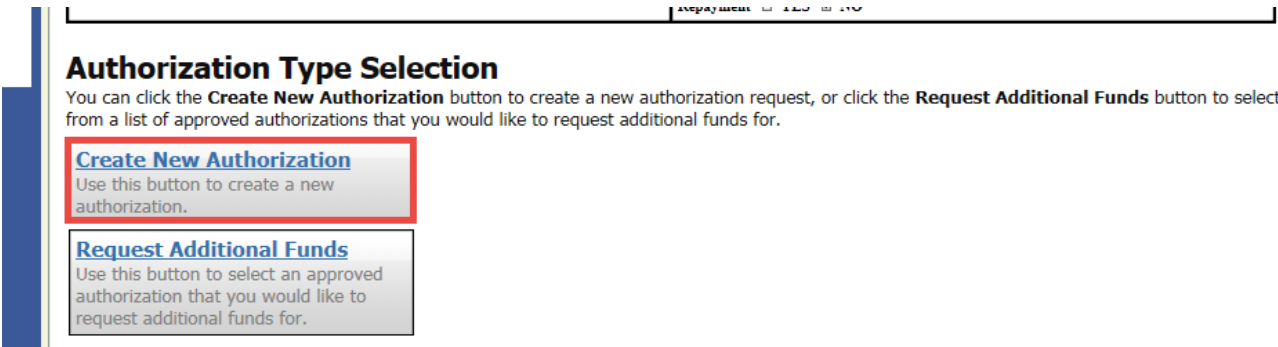 Repayment YES NO
Authorization Type Selection
You can click the Create New Authorization button to create a new authorization request, or click the Request Additional Funds button to select
from a list of approved authorizations that you would like to request additional funds for.
Create New Authorization
Use this button to create a new
authorization.
Request Additional Funds
Use this button to select an approved
authorization that you would like to
request additional funds for.